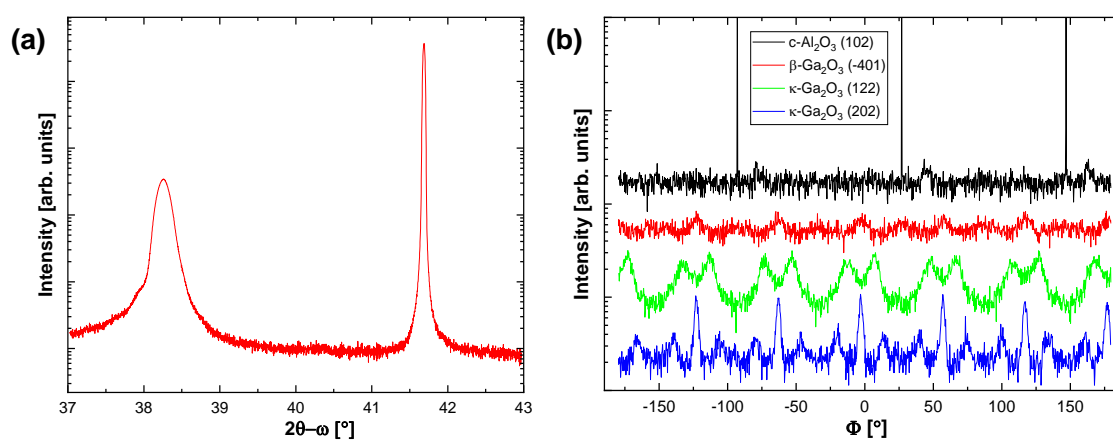 (a)
Intensity [arb. units]
37 38 39 40 41 42 43
2θ–ω [°]
(b)
Intensity [arb. units]
c-Al₂O₃ (102)
β-Ga₂O₃ (-401)
κ-Ga₂O₃ (122)
κ-Ga₂O₃ (202)
-150 -100 -50 0 50 100 150
Φ [°]